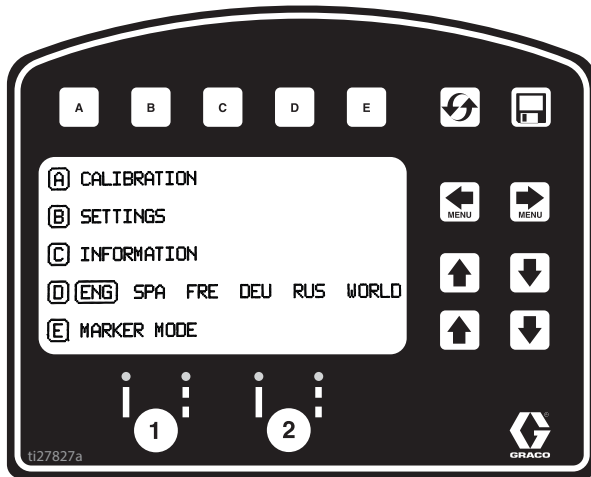 A B C D E
A CALIBRATION
MENU MENU
B SETTINGS
C INFORMATION
D ENG SPA FRE DEU RUS WORLD
E MARKER MODE
1 2
ti27827a
GRACO